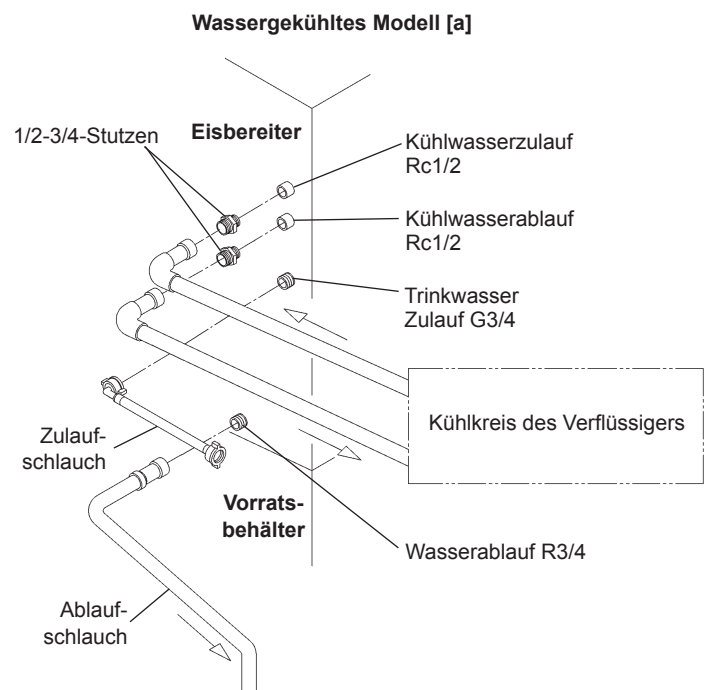 Wassergekühltes Modell [a]
1/2-3/4-Stutzen
Eisbereiter
Kühlwasserzulauf
Rc1/2
Kühlwasserablauf
Rc1/2
Trinkwasser
Zulauf G3/4
Kühlkreis des Verflüssigers
Zulauf-
schlauch
Vorrats-
behälter
Wasserablauf R3/4
Ablauf-
schlauch